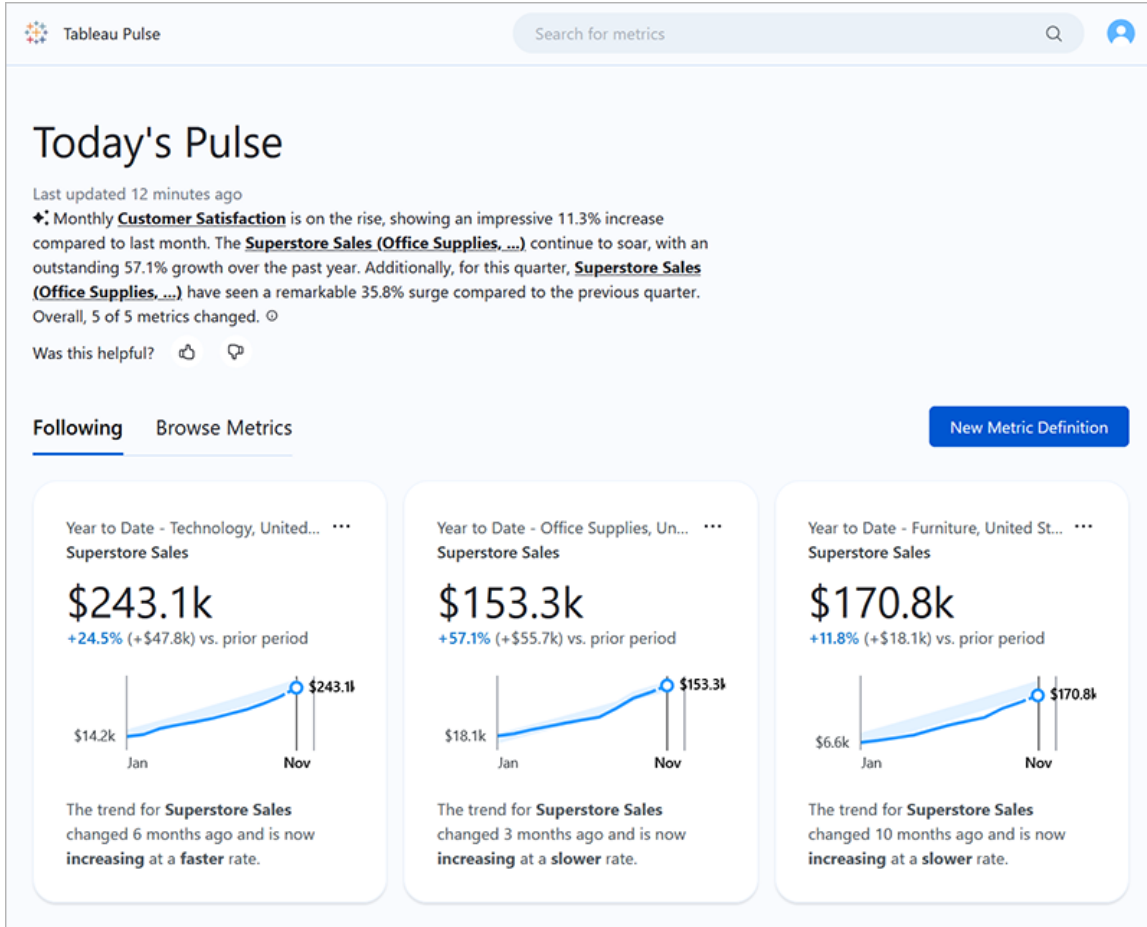 Tableau Pulse
Search for metrics
Today's Pulse
Last updated 12 minutes ago
Monthly Customer Satisfaction is on the rise, showing an impressive 11.3% increase
compared to last month. The Superstore Sales (Office Supplies, ...) continue to soar, with an
outstanding 57.1% growth over the past year. Additionally, for this quarter, Superstore Sales
(Office Supplies, ...) have seen a remarkable 35.8% surge compared to the previous quarter.
Overall, 5 of 5 metrics changed.
Was this helpful?
Following
Browse Metrics
New Metric Definition
Year to Date - Technology, United...
Superstore Sales
$243.1k
+24.5% (+$47.8k) vs. prior period
$243.1k
$14.2k
Jan
Nov
The trend for Superstore Sales
changed 6 months ago and is now
increasing at a faster rate.
Year to Date - Office Supplies, Un...
Superstore Sales
$153.3k
+57.1% (+$55.7k) vs. prior period
$153.3k
$18.1k
Jan
Nov
The trend for Superstore Sales
changed 3 months ago and is now
increasing at a slower rate.
Year to Date - Furniture, United St...
Superstore Sales
$170.8k
+11.8% (+$18.1k) vs. prior period
$170.8k
$6.6k
Jan
Nov
The trend for Superstore Sales
changed 10 months ago and is now
increasing at a slower rate.